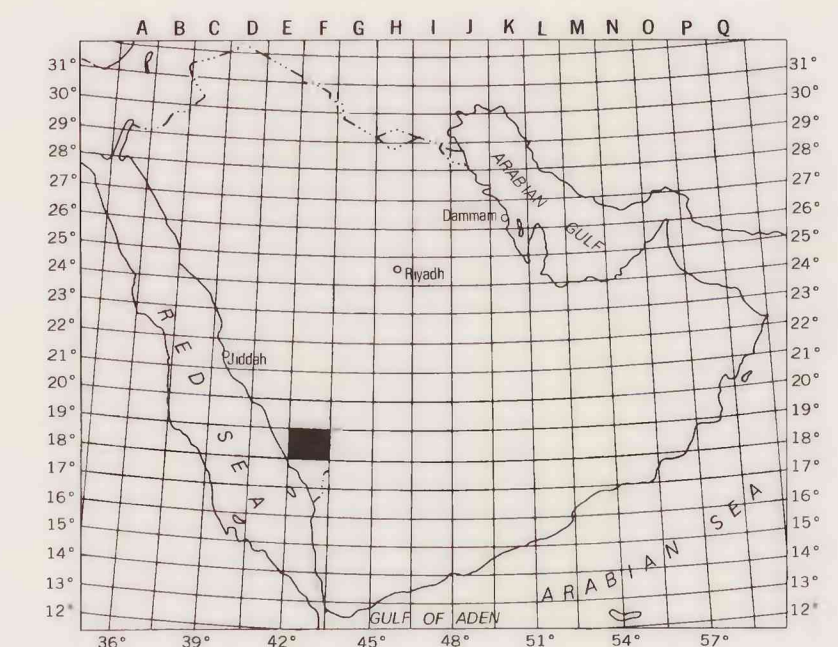 A B C D E F G H I J K L M N O P Q
31° 31°
30° 30°
29° 29°
28° 28°
27° 27°
26° 26°
25° 25°
24° 24°
23° 23°
22° 22°
21° 21°
20° 20°
19° 19°
18° 18°
17° 17°
16° 16°
15° 15°
14° 14°
13° 13°
12° 12°
36° 39° 42° 45° 48° 51° 54° 57°
ARABIAN GULF
Dammam
Riyadh
Jiddah
RED SEA
ARABIAN SEA
GULF OF ADEN